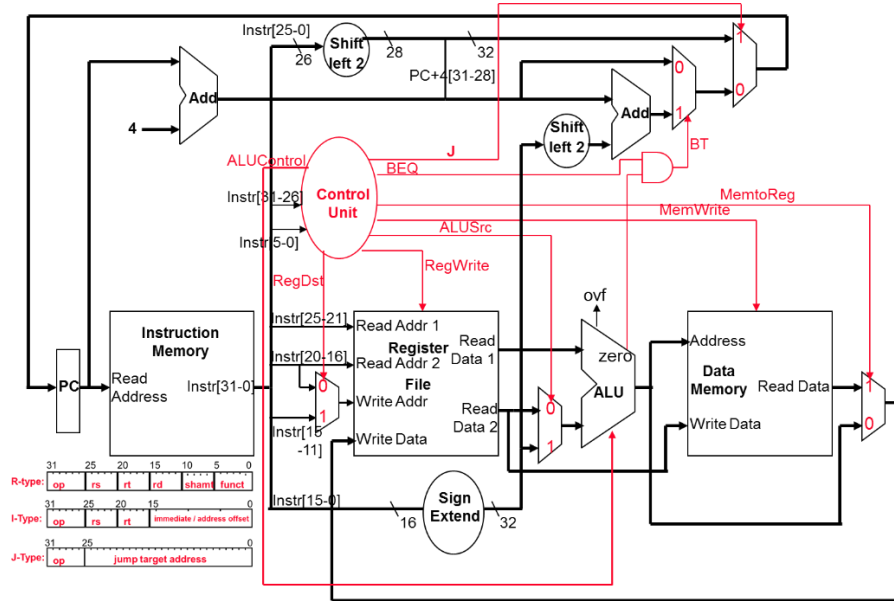 Instr[25-0]
26
Shift
left 2
28
32
1
PC+4[31-28]
0
0
Add
4
Shift
left 2
Add
1
BT
ALUControl
J
BEQ
Instr[31-26]
Control
Unit
MemtoReg
MemWrite
Instr[5-0]
ALUSrc
RegWrite
RegDst
ovf
Instruction
Memory
Instr[25-21]
Read Addr 1
Read
Data 1
Register
File
Instr[20-16]
Read Addr 2
zero
Address
Data
Memory
PC
Read
Address
Instr[31-0]
0
1
Write Addr
Read
Data 2
0
1
ALU
Read Data
1
0
Write Data
Instr[15
-11]
Write Data
31 25 20 15 10 5 0
R-type:
op rs rt rd shamt funct
31 25 20 15 0
I-Type:
op rs rt immediate / address offset
31 25 0
J-Type:
op jump target address
Instr[15-0]
16
Sign
Extend
32